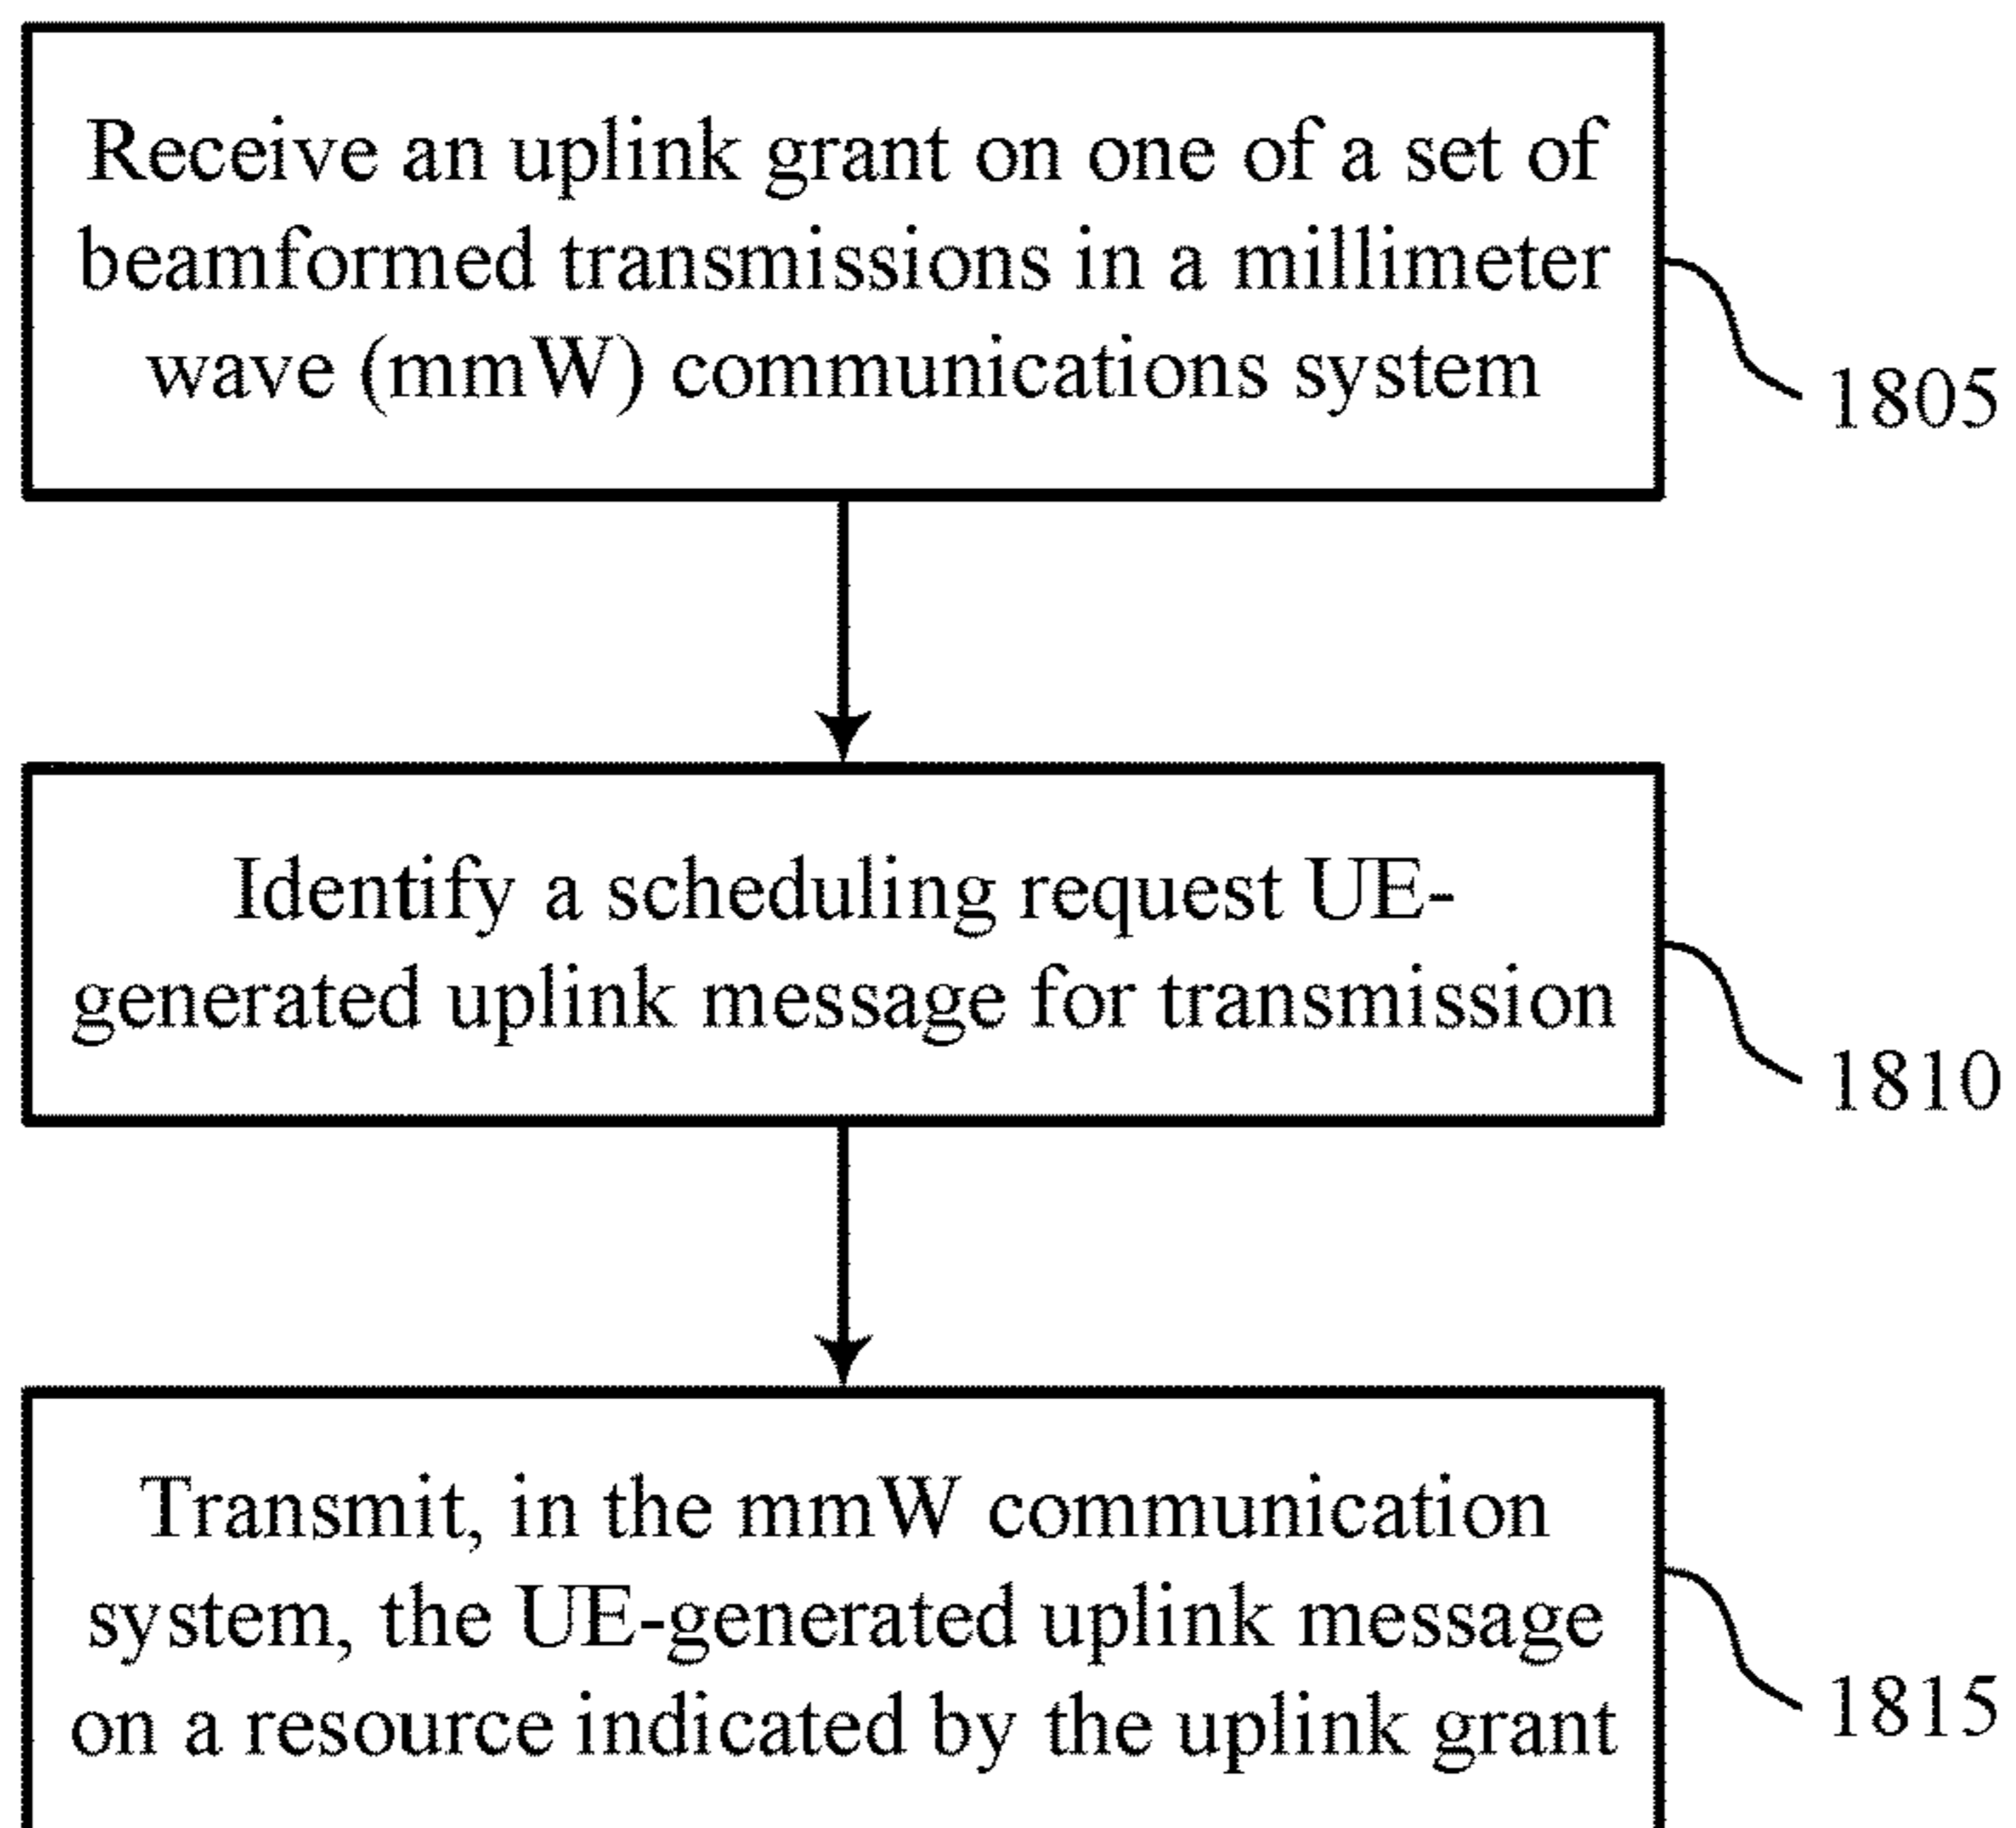 Receive an uplink grant on one of a set of
beamformed transmissions in a millimeter
wave (mmW) communications system
1805
Identify a scheduling request UE-
generated uplink message for transmission
1810
Transmit, in the mmW communication
system, the UE-generated uplink message
on a resource indicated by the uplink grant
1815